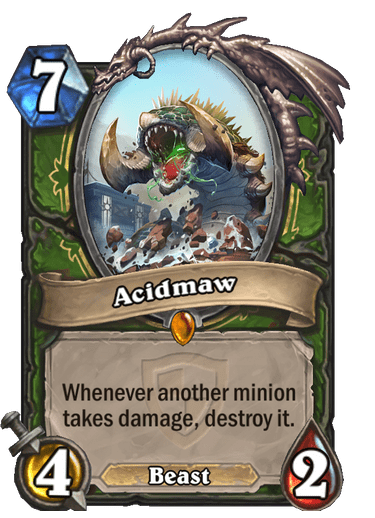 7
Acidmaw
Whenever another minion
takes damage, destroy it.
4
Beast
2